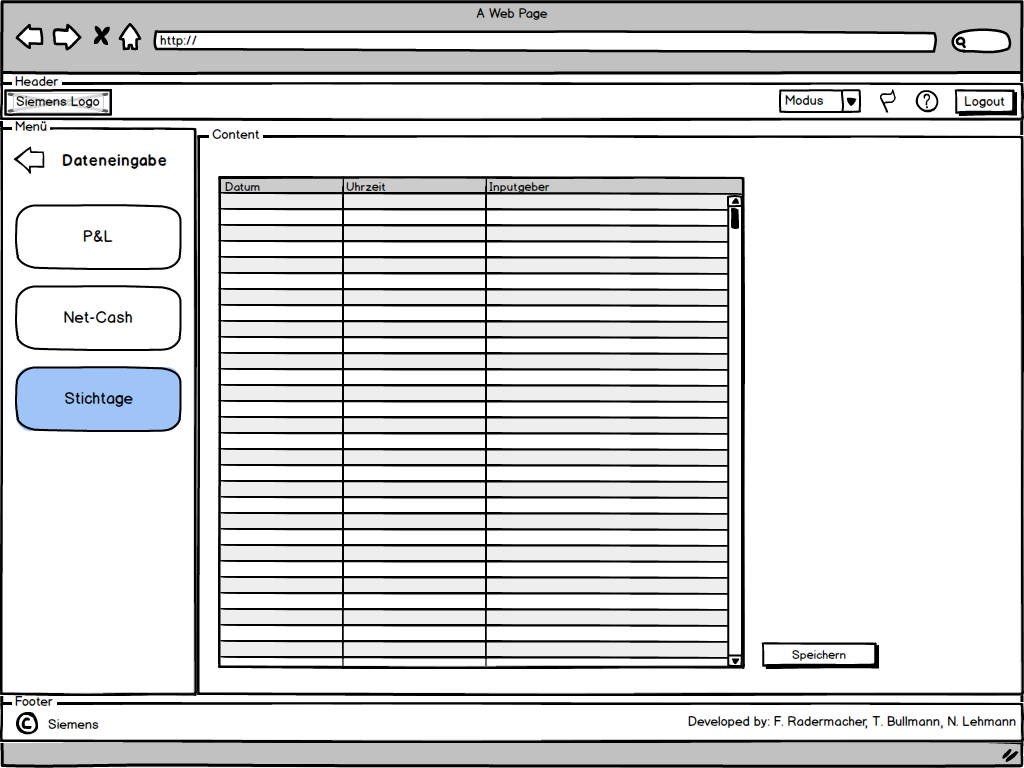 A Web Page
http://
Header
Siemens Logo
Modus
?
Logout
Menü
Content
Dateneingabe
Datum Uhrzeit Inputgeber
P&L
Net-Cash
Stichtage
Speichern
Footer
© Siemens
Developed by: F. Radermacher, T. Bullmann, N. Lehmann